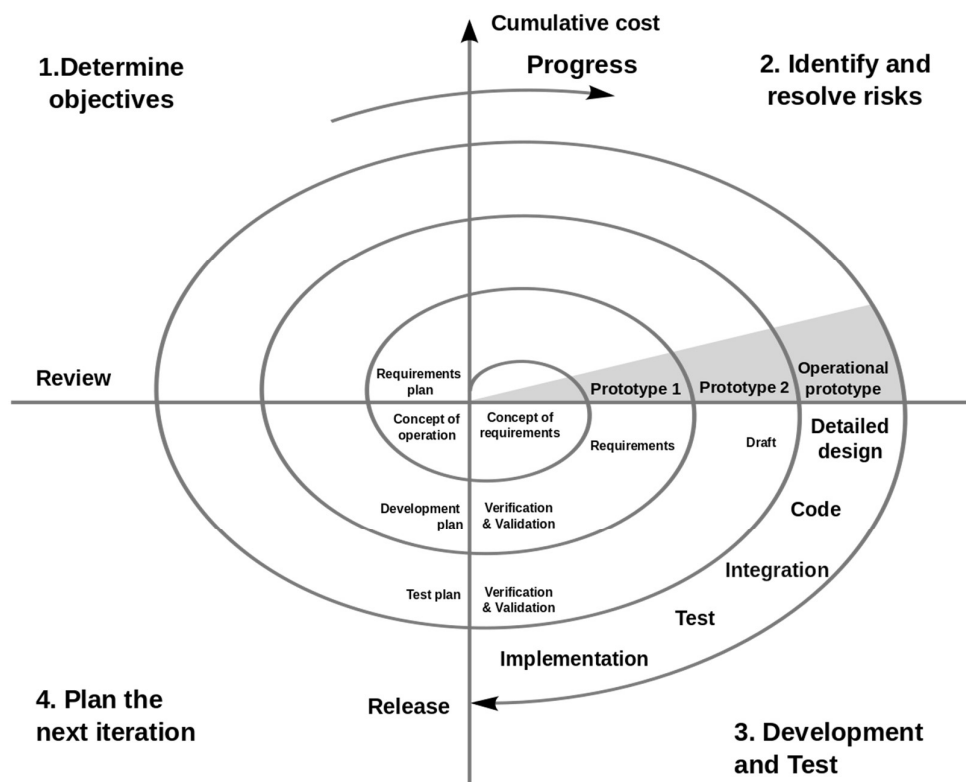 Cumulative cost
1.Determine
objectives
Progress
2. Identify and
resolve risks
Review
Requirements
plan
Prototype 1
Prototype 2
Operational
prototype
Concept of
operation
Concept of
requirements
Requirements
Draft
Detailed
design
Development
plan
Verification
& Validation
Code
Integration
Test plan
Verification
& Validation
Test
Implementation
Release
4. Plan the
next iteration
3. Development
and Test